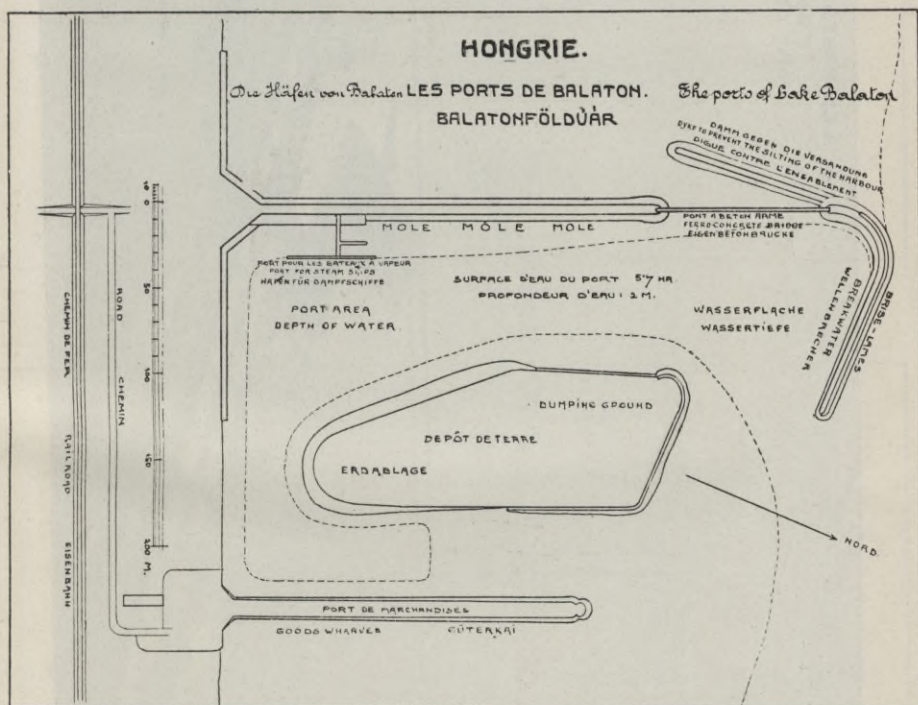 HONGRIE.
Die Häfen von Balaton LES PORTS DE BALATON. The ports of Lake Balaton
BALATONFÖLDVÁR
DAMM GEGEN DIE VERSANDUNG
DYKE TO PREVENT THE SILTING OF THE HARBOUR
DIGUE CONTRE L'ENSABLEMENT
MOLE MÔLE MOLE
PONT A BETON ARMÉ
FERROCONCRETE BRIDGE
EISENBETONBRUCKE
PORT POUR LES BATEAUX A VAPEUR
PORT FOR STEAM SLIPS
HAFEN FÜR DAMPFSCHIFFE
SURFACE D'EAU DU PORT 5'7 HA
PROFONDEUR D'EAU: 2 M.
PORT AREA
DEPTH OF WATER
WASSERFLÄCHE
WASSERTIEFE
BRISE-LAMES
BREAKWATER
WELLENBRECHER
10
0
50
100
150
200 M.
CHEMIN DE FER
RAILROAD
EISENBAHN
ROAD
CHEMIN
DUMPING GROUND
DEPÔT DE TERRE
ERDABLAGE
NORD.
PORT DE MARCHANDISES
GOODS WHARVES GÜTERKAI